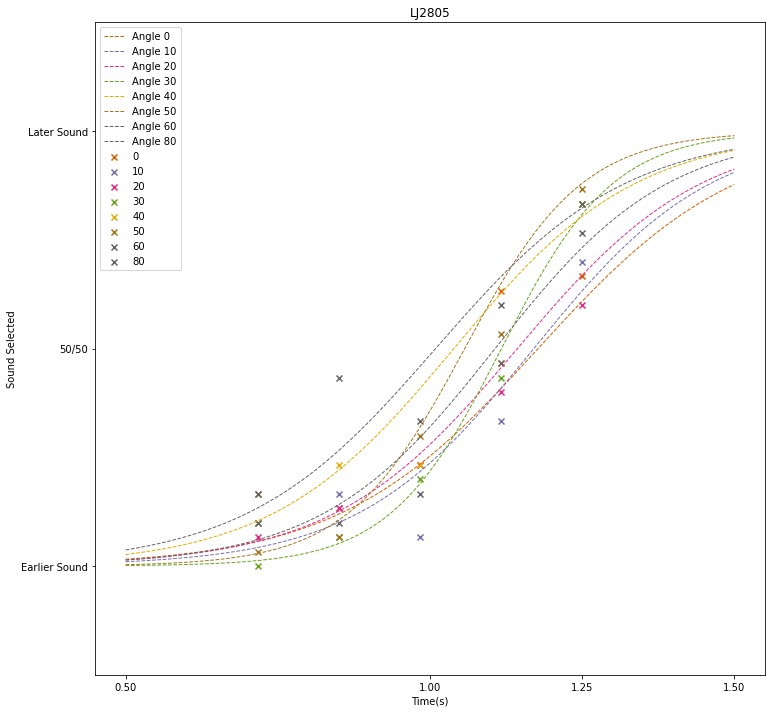 LJ2805
Angle 0
Angle 10
Angle 20
Angle 30
Angle 40
Angle 50
Angle 60
Angle 80
0
10
20
30
40
50
60
80
Later Sound
50/50
Earlier Sound
Sound Selected
0.50
1.00
1.25
1.50
Time(s)